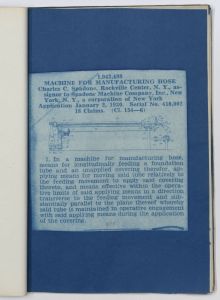 1,943,488
MACHINE FOR MANUFACTURING HOSE
Charles C. Spadone, Rockville Center, N. Y., as-
signor to Spadone Machine Company, Inc., New
York, N. Y., a corporation of New York
Application January 2, 1930. Serial No. 418,002
18 Claims. (Cl. 154—6)
1. In a machine for manufacturing hose,
means for longitudinally feeding a foundation
tube and an unapplied covering therefor, ap-
plying means for moving said tube relatively to
the feeding movement to apply said covering
thereto, and means effective within the opera-
tive limits of said applying means in a direction
transverse to the feeding movement and sub-
stantially parallel to the plane thereof whereby
said tube is maintained in operative engagement
with said applying means during the application
of the covering.